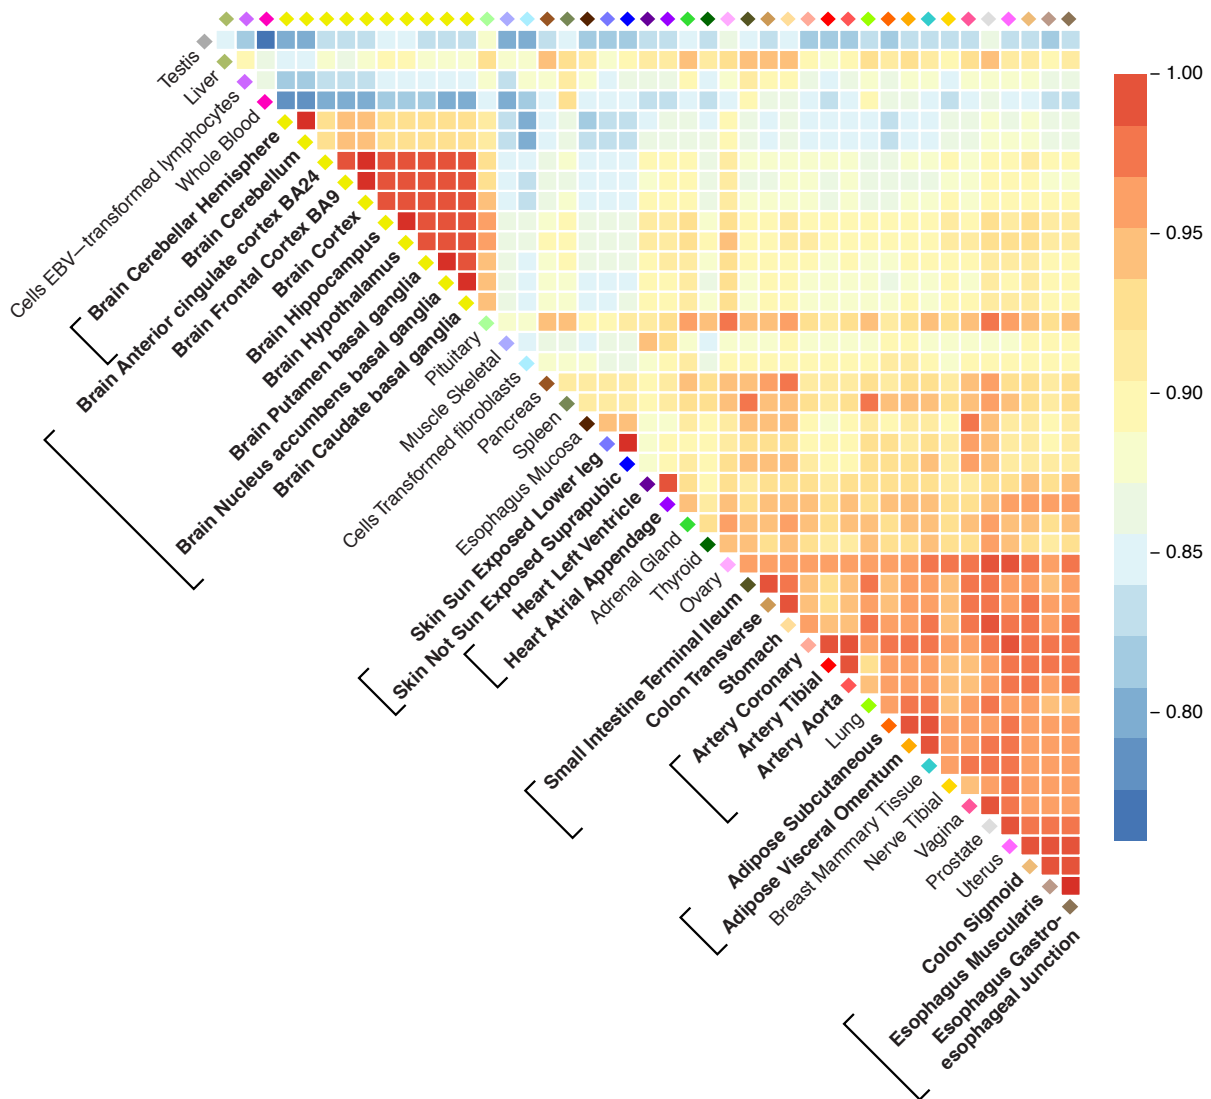 Testis
Liver
Cells EBV—transformed lymphocytes
Whole Blood
Brain Cerebellar Hemisphere
Brain Cerebellum
Brain Anterior cingulate cortex BA24
Brain Frontal Cortex BA9
Brain Cortex
Brain Hippocampus
Brain Hypothalamus
Brain Putamen basal ganglia
Brain Nucleus accumbens basal ganglia
Brain Caudate basal ganglia
Pituitary
Muscle Skeletal
Cells Transformed fibroblasts
Pancreas
Spleen
Esophagus Mucosa
Skin Sun Exposed Lower leg
Skin Not Sun Exposed Suprapubic
Heart Left Ventricle
Heart Atrial Appendage
Adrenal Gland
Thyroid
Ovary
Small Intestine Terminal Ileum
Colon Transverse
Stomach
Artery Coronary
Artery Tibial
Artery Aorta
Lung
Adipose Subcutaneous
Adipose Visceral Omentum
Breast Mammary Tissue
Nerve Tibial
Vagina
Prostate
Uterus
Colon Sigmoid
Esophagus Muscularis
Esophagus Gastro-
esophageal Junction
1.00
0.95
0.90
0.85
0.80